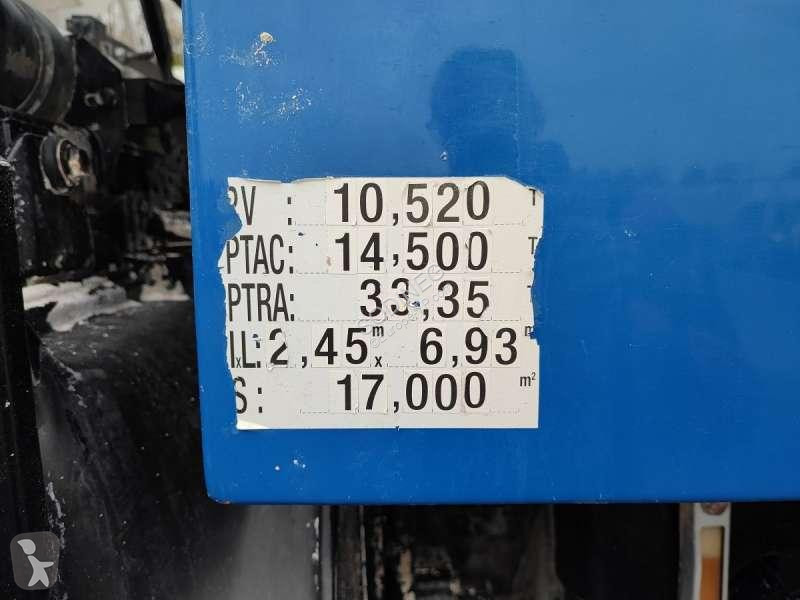 PV : 10,520 T
PTAC: 14,500 T
PTRA: 33,35
L: 2,45 m x 6,93 m
S: 17,000 m²